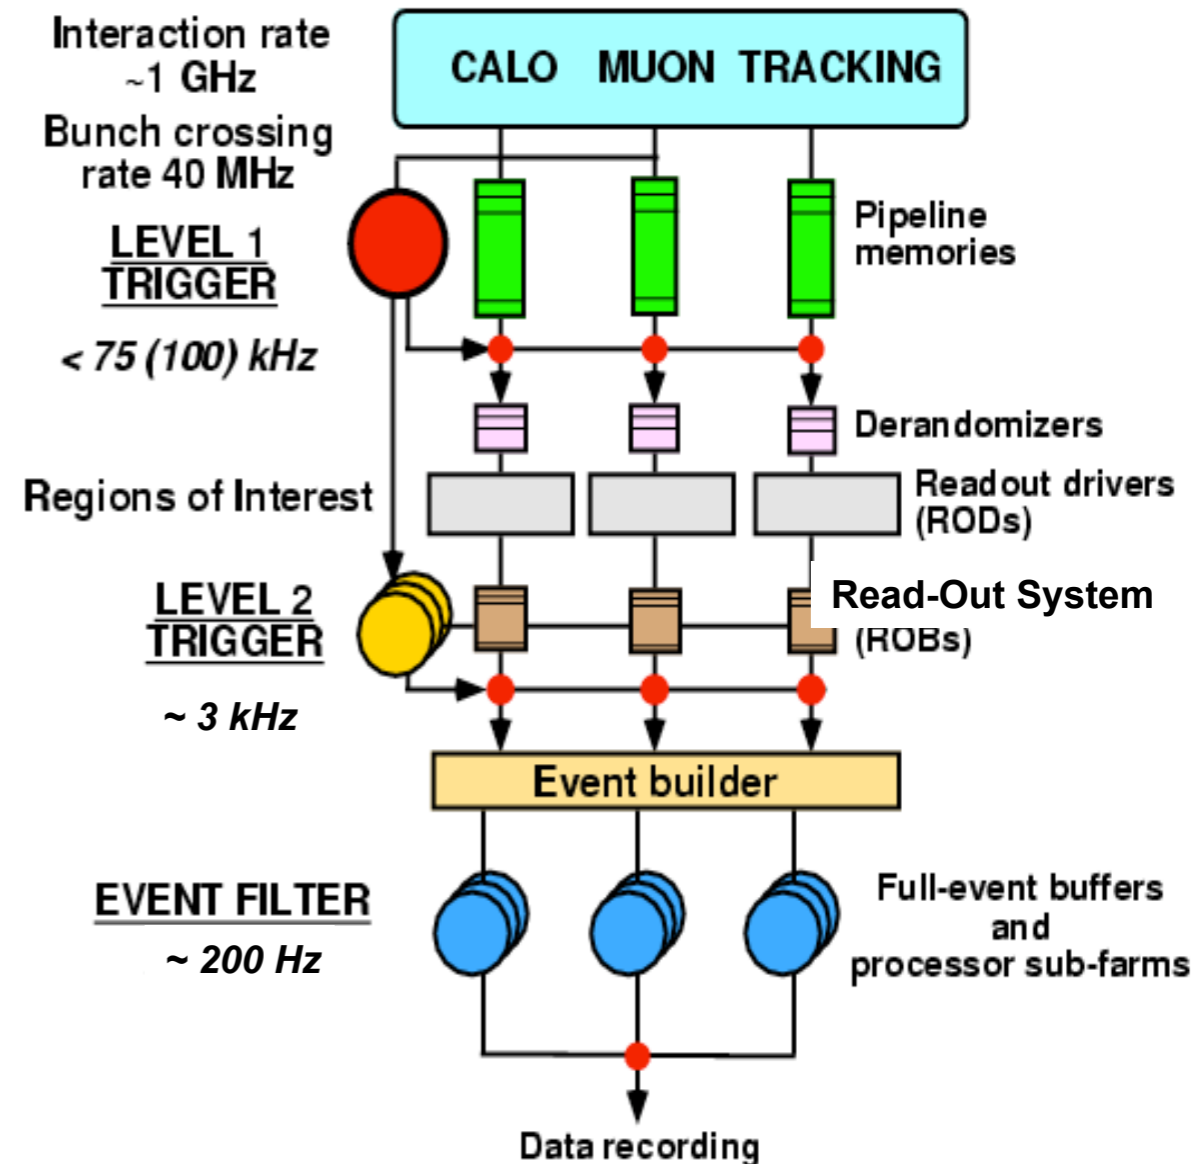 Interaction rate
~1 GHz
Bunch crossing
rate 40 MHz
CALO MUON TRACKING
LEVEL 1
TRIGGER
< 75 (100) kHz
Pipeline
memories
Derandomizers
Regions of Interest
Readout drivers
(RODs)
LEVEL 2
TRIGGER
~ 3 kHz
Read-Out System
(ROBs)
Event builder
EVENT FILTER
~ 200 Hz
Full-event buffers
and
processor sub-farms
Data recording